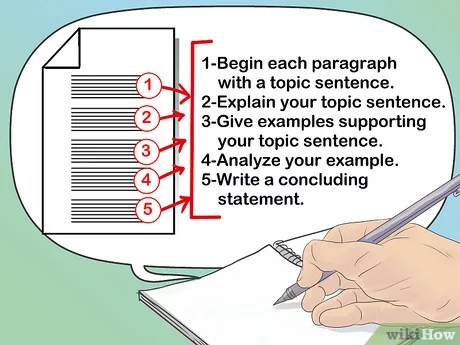 1
2
3
4
5
1-Begin each paragraph
with a topic sentence.
2-Explain your topic sentence.
3-Give examples supporting
your topic sentence.
4-Analyze your example.
5-Write a concluding
statement.
wikiHow